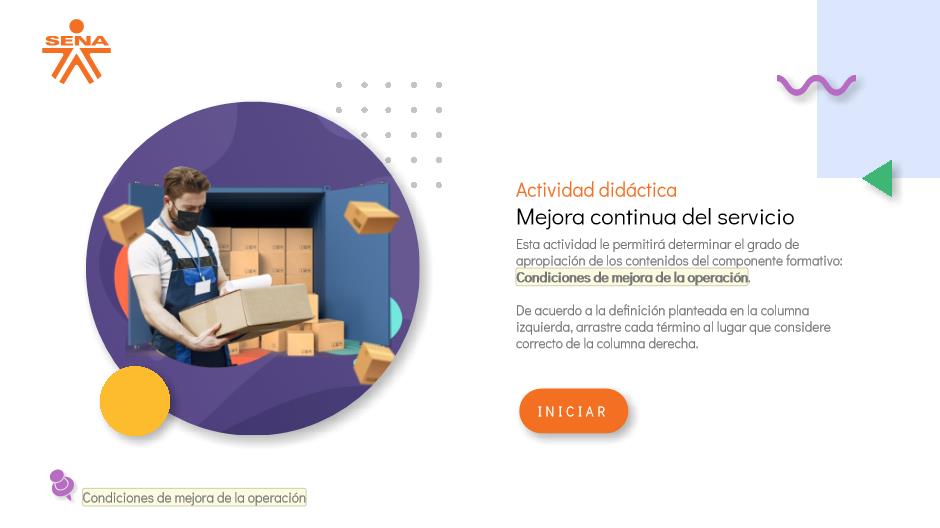 SENA
Actividad didáctica
Mejora continua del servicio
Esta actividad le permitirá determinar el grado de
apropiación de los contenidos del componente formativo:
Condiciones de mejora de la operación.
De acuerdo a la definición planteada en la columna
izquierda, arrastre cada término al lugar que considere
correcto de la columna derecha.
INICIAR
Condiciones de mejora de la operación